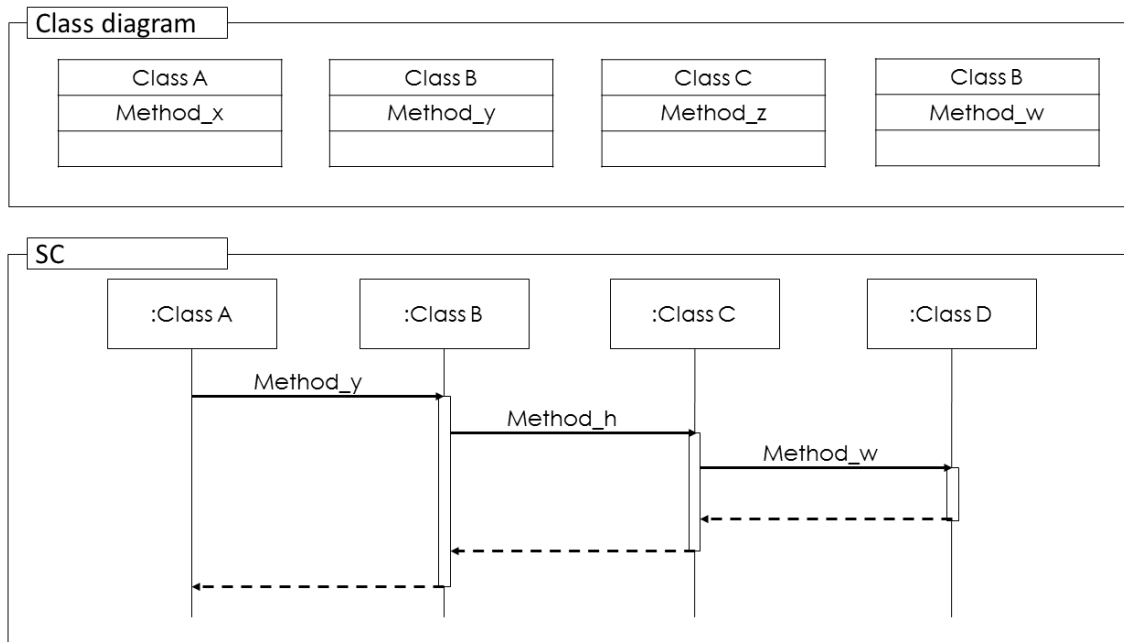 Class diagram
Class A
Method_x
Class B
Method_y
Class C
Method_z
Class B
Method_w
SC
:Class A
:Class B
:Class C
:Class D
Method_y
Method_h
Method_w